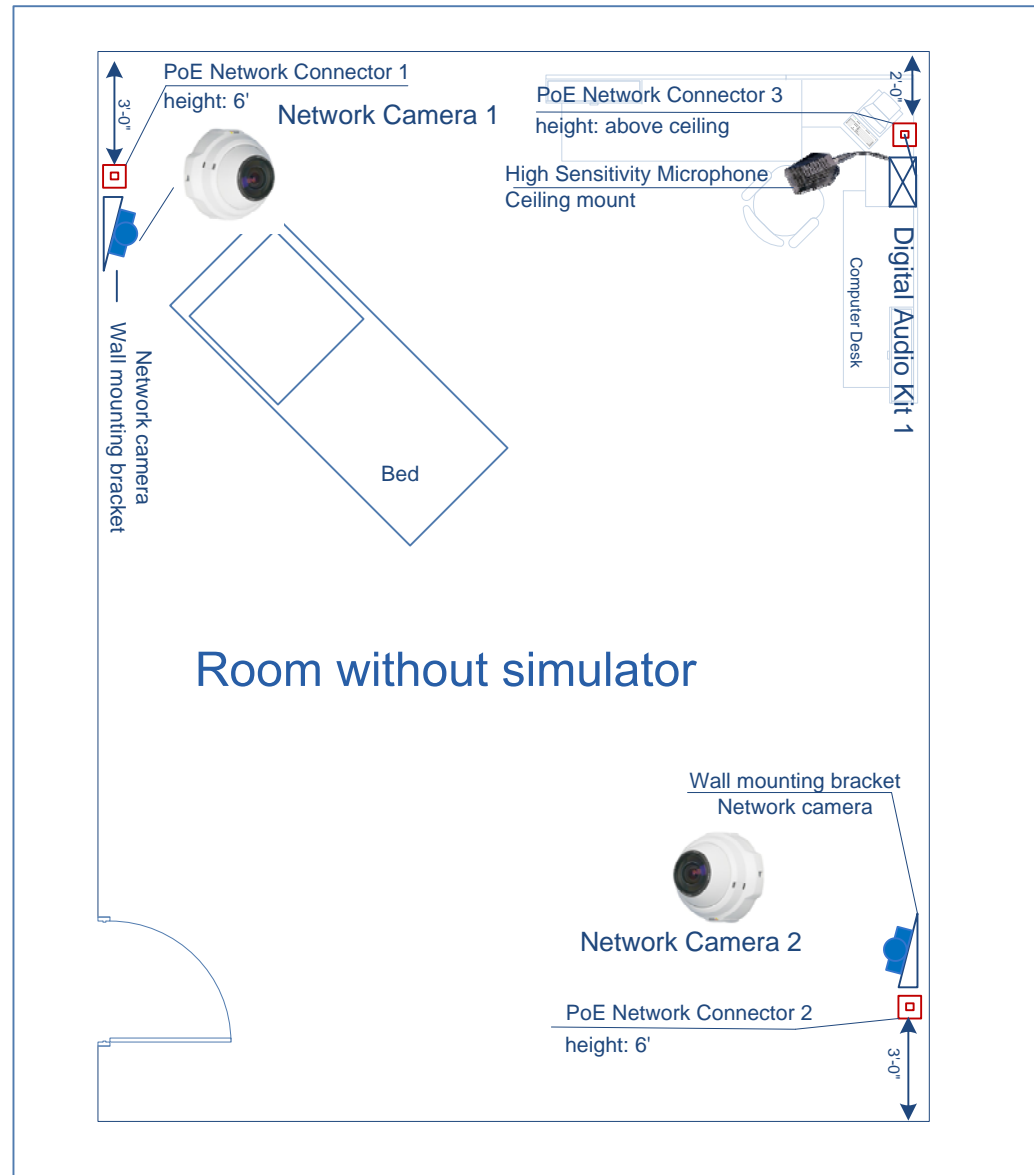 PoE Network Connector 1
height: 6'
3'-0"
Network Camera 1
PoE Network Connector 3
height: above ceiling
2'-0"
High Sensitivity Microphone
Ceiling mount
Digital Audio Kit 1
Computer Desk
Network camera
Wall mounting bracket
Bed
Room without simulator
Wall mounting bracket
Network camera
Network Camera 2
PoE Network Connector 2
height: 6'
3'-0"